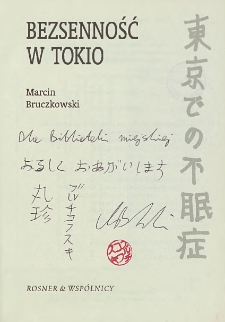 BEZSENNOŚĆ
W TOKIO
Marcin
Bruczkowski
東京での不眠症
Dla Biblioteki miejskiej
よろしく おねがいします
ブルチコフスキ
丸珍
ROSNER & WSPÓLNICY